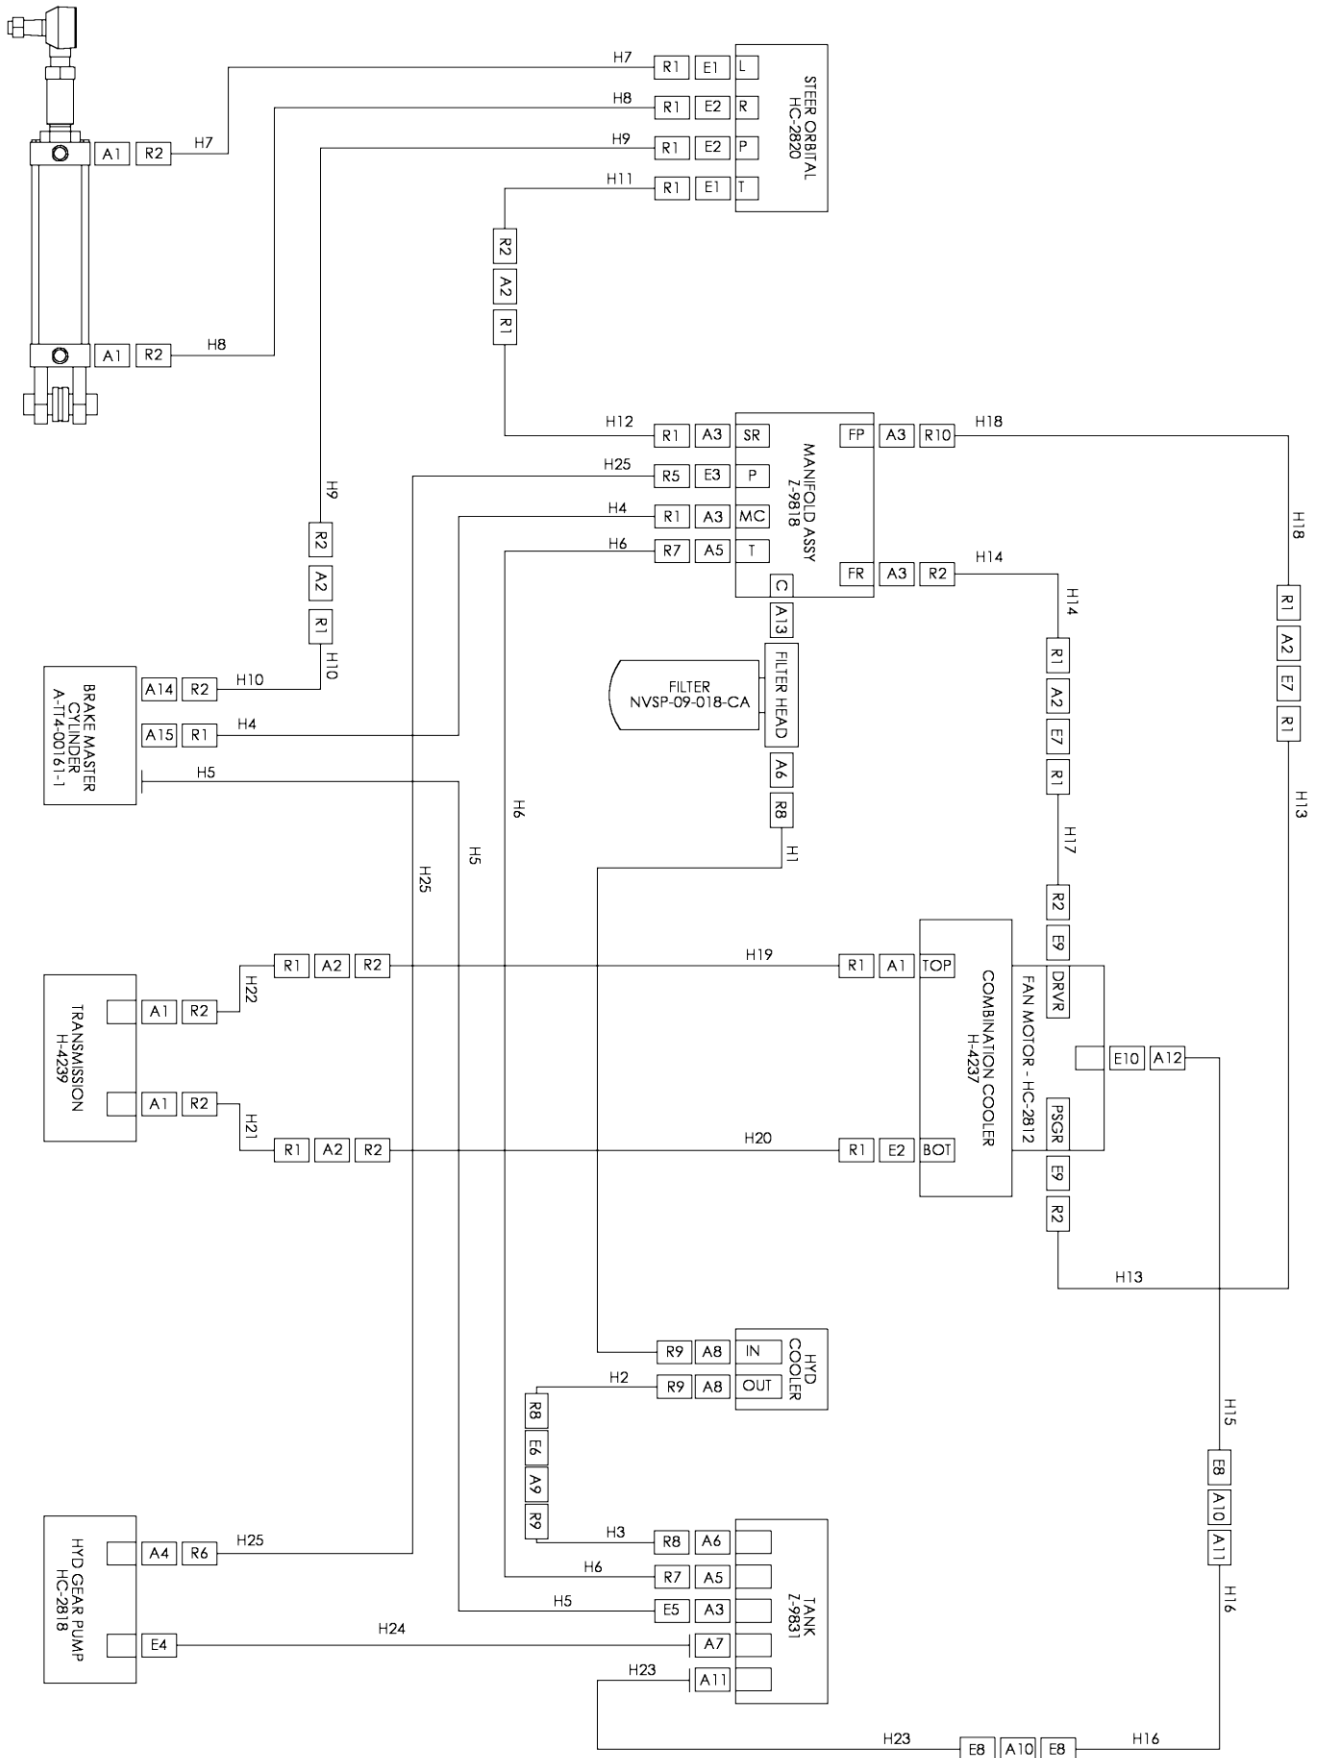 H7
R1
E1
L
H8
R1
E2
R
H9
R1
E2
P
H11
R1
E1
T
STEER ORBITAL
HC-2820
A1
R2
H7
R2
A2
R1
A1
R2
H8
H12
R1
A3
SR
H25
R5
E3
P
H4
R1
A3
MC
H6
R7
A5
T
C
MANIFOLD ASSY
Z-9818
FP
A3
R10
H18
FR
A3
R2
H14
H18
R1
A2
E7
R1
H13
H14
R1
A2
E7
R1
H17
R2
E9
H9
R2
A2
R1
H10
A13
FILTER HEAD
FILTER
NVSP-09-018-CA
A6
R8
H1
BRAKE MASTER
CYLINDER
A-TT4-00161-1
A14
R2
H10
A15
R1
H4
H5
H6
H5
H25
TRANSMISSION
H-4239
A1
R2
H22
R1
A2
R2
H19
R1
A1
TOP
A1
R2
H21
R1
A2
R2
H20
R1
E2
BOT
COMBINATION COOLER
H-4237
FAN MOTOR - HC-2812
DRVR
PSGR
E10
A12
E9
R2
H13
R9
A8
IN
H2
R9
A8
OUT
HYD
COOLER
R8
E6
A9
R9
H15
E8
A10
A11
H16
HYD GEAR PUMP
HC-2818
A4
R6
H25
E4
H24
H3
R8
A6
H6
R7
A5
H5
E5
A3
A7
H23
A11
TANK
Z-9831
H23
E8
A10
E8
H16